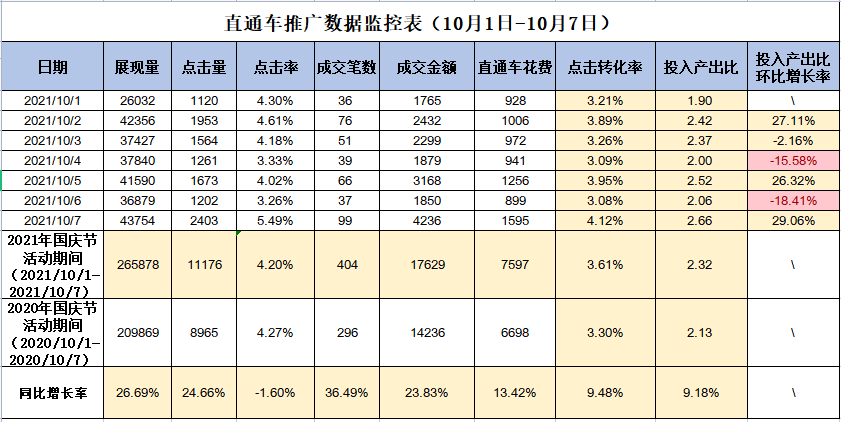 直通车推广数据监控表（10月1日-10月7日）
日期 展现量 点击量 点击率 成交笔数 成交金额 直通车花费 点击转化率 投入产出比 投入产出比
环比增长率
2021/10/1 26032 1120 4.30% 36 1765 928 3.21% 1.90 \
2021/10/2 42356 1953 4.61% 76 2432 1006 3.89% 2.42 27.11%
2021/10/3 37427 1564 4.18% 51 2299 972 3.26% 2.37 -2.16%
2021/10/4 37840 1261 3.33% 39 1879 941 3.09% 2.00 -15.58%
2021/10/5 41590 1673 4.02% 66 3168 1256 3.95% 2.52 26.32%
2021/10/6 36879 1202 3.26% 37 1850 899 3.08% 2.06 -18.41%
2021/10/7 43754 2403 5.49% 99 4236 1595 4.12% 2.66 29.06%
2021年国庆节
活动期间
（2021/10/1-
2021/10/7） 265878 11176 4.20% 404 17629 7597 3.61% 2.32 \
2020年国庆节
活动期间
（2020/10/1-
2020/10/7） 209869 8965 4.27% 296 14236 6698 3.30% 2.13 \
同比增长率 26.69% 24.66% -1.60% 36.49% 23.83% 13.42% 9.48% 9.18% \